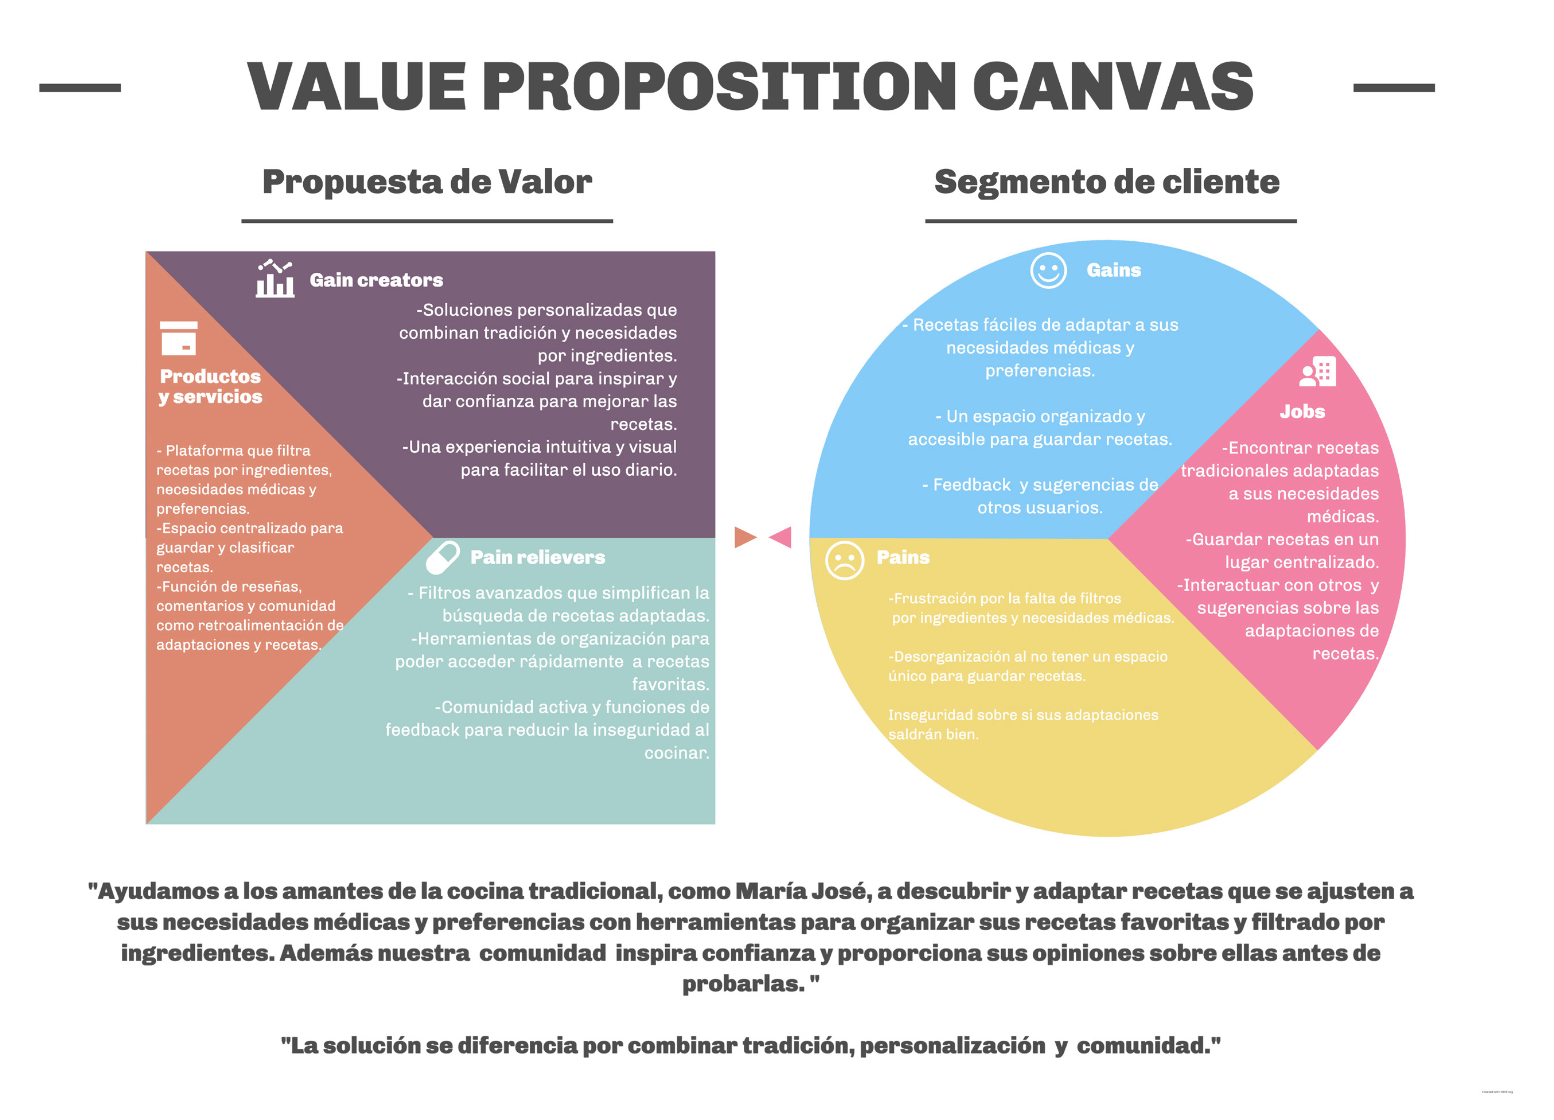 VALUE PROPOSITION CANVAS
Propuesta de Valor
Gain creators
-Soluciones personalizadas que
combinan tradición y necesidades
por ingredientes.
-Interacción social para inspirar y
dar confianza para mejorar las
recetas.
-Una experiencia intuitiva y visual
para facilitar el uso diario.
Productos
y servicios
- Plataforma que filtra
recetas por ingredientes,
necesidades médicas y
preferencias.
-Espacio centralizado para
guardar y clasificar
recetas.
-Función de reseñas,
comentarios y comunidad
como retroalimentación de
adaptaciones y recetas.
Pain relievers
- Filtros avanzados que simplifican la
búsqueda de recetas adaptadas.
-Herramientas de organización para
poder acceder rápidamente  a recetas
favoritas.
-Comunidad activa y funciones de
feedback para reducir la inseguridad al
cocinar.
Segmento de cliente
Gains
- Recetas fáciles de adaptar a sus
necesidades médicas y
preferencias.
- Un espacio organizado y
accesible para guardar recetas.
- Feedback  y sugerencias de
otros usuarios.
Jobs
-Encontrar recetas
tradicionales adaptadas
a sus necesidades
médicas.
-Guardar recetas en un
lugar centralizado.
-Interactuar con otros  y
sugerencias sobre las
adaptaciones de
recetas.
Pains
-Frustración por la falta de filtros
por ingredientes y necesidades médicas.
-Desorganización al no tener un espacio
único para guardar recetas.
Inseguridad sobre si sus adaptaciones
saldrán bien.
"Ayudamos a los amantes de la cocina tradicional, como María José, a descubrir y adaptar recetas que se ajusten a
sus necesidades médicas y preferencias con herramientas para organizar sus recetas favoritas y filtrado por
ingredientes. Además nuestra  comunidad  inspira confianza y proporciona sus opiniones sobre ellas antes de
probarlas. "
"La solución se diferencia por combinar tradición, personalización  y  comunidad."